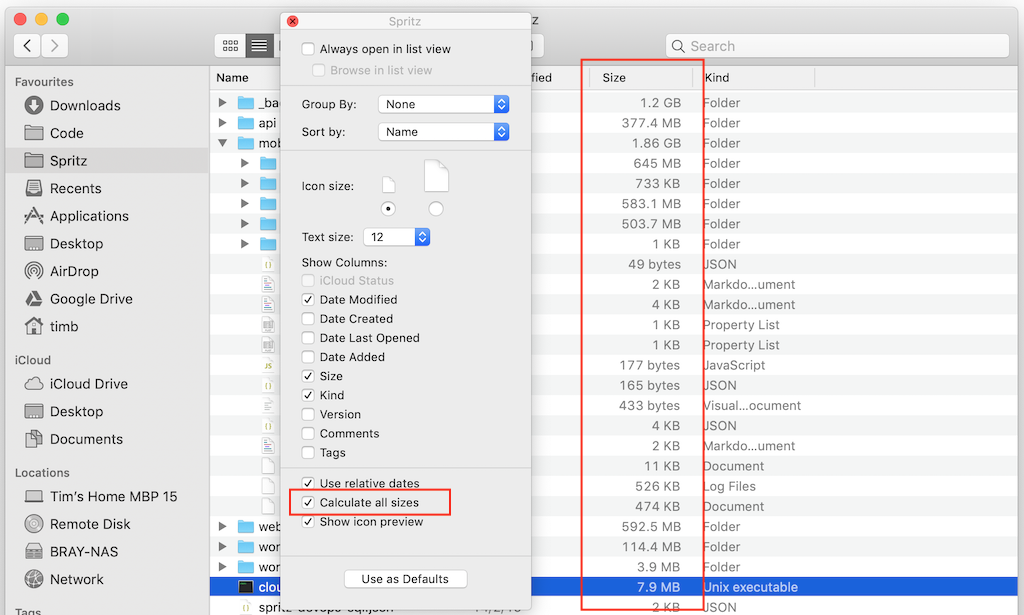 Spritz
z
Search
Favourites
Downloads
Code
Spritz
Recents
Applications
Desktop
AirDrop
Google Drive
timb
iCloud
iCloud Drive
Desktop
Documents
Locations
Tim's Home MBP 15
Remote Disk
BRAY-NAS
Network
Tags
Always open in list view
Browse in list view
Group By: None
Sort by: Name
Icon size:
Text size: 12
Show Columns:
iCloud Status
Date Modified
Date Created
Date Last Opened
Date Added
Size
Kind
Version
Comments
Tags
Use relative dates
Calculate all sizes
Show icon preview
Use as Defaults
Name fied Size Kind
_ba 1.2 GB Folder
api 377.4 MB Folder
mob 1.86 GB Folder
645 MB Folder
733 KB Folder
583.1 MB Folder
503.7 MB Folder
1 KB Folder
49 bytes JSON
2 KB Markdo...ument
4 KB Markdo...ument
1 KB Property List
1 KB Property List
177 bytes JavaScript
165 bytes JSON
433 bytes Visual...ocument
4 KB JSON
2 KB Markdo...ument
11 KB Document
526 KB Log Files
474 KB Document
web 592.5 MB Folder
wor 114.4 MB Folder
wor 3.9 MB Folder
clou 7.9 MB Unix executable
2 KB JSON